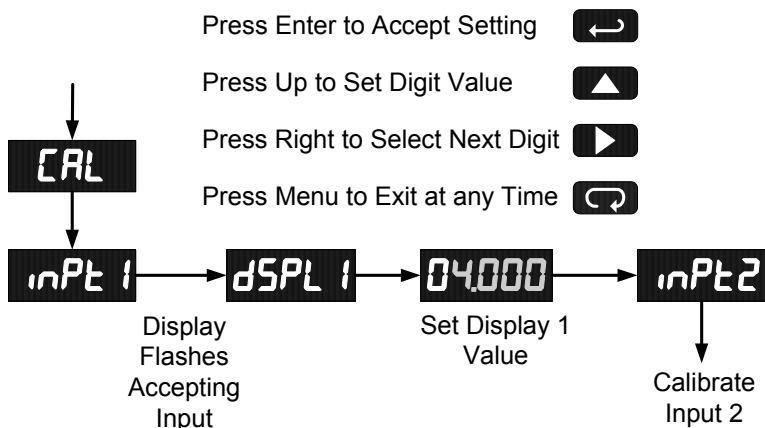 Press Enter to Accept Setting
Press Up to Set Digit Value
Press Right to Select Next Digit
Press Menu to Exit at any Time
CAL
inPt 1
dSPL 1
04.000
inPt2
Display
Flashes
Accepting
Input
Set Display 1
Value
Calibrate
Input 2